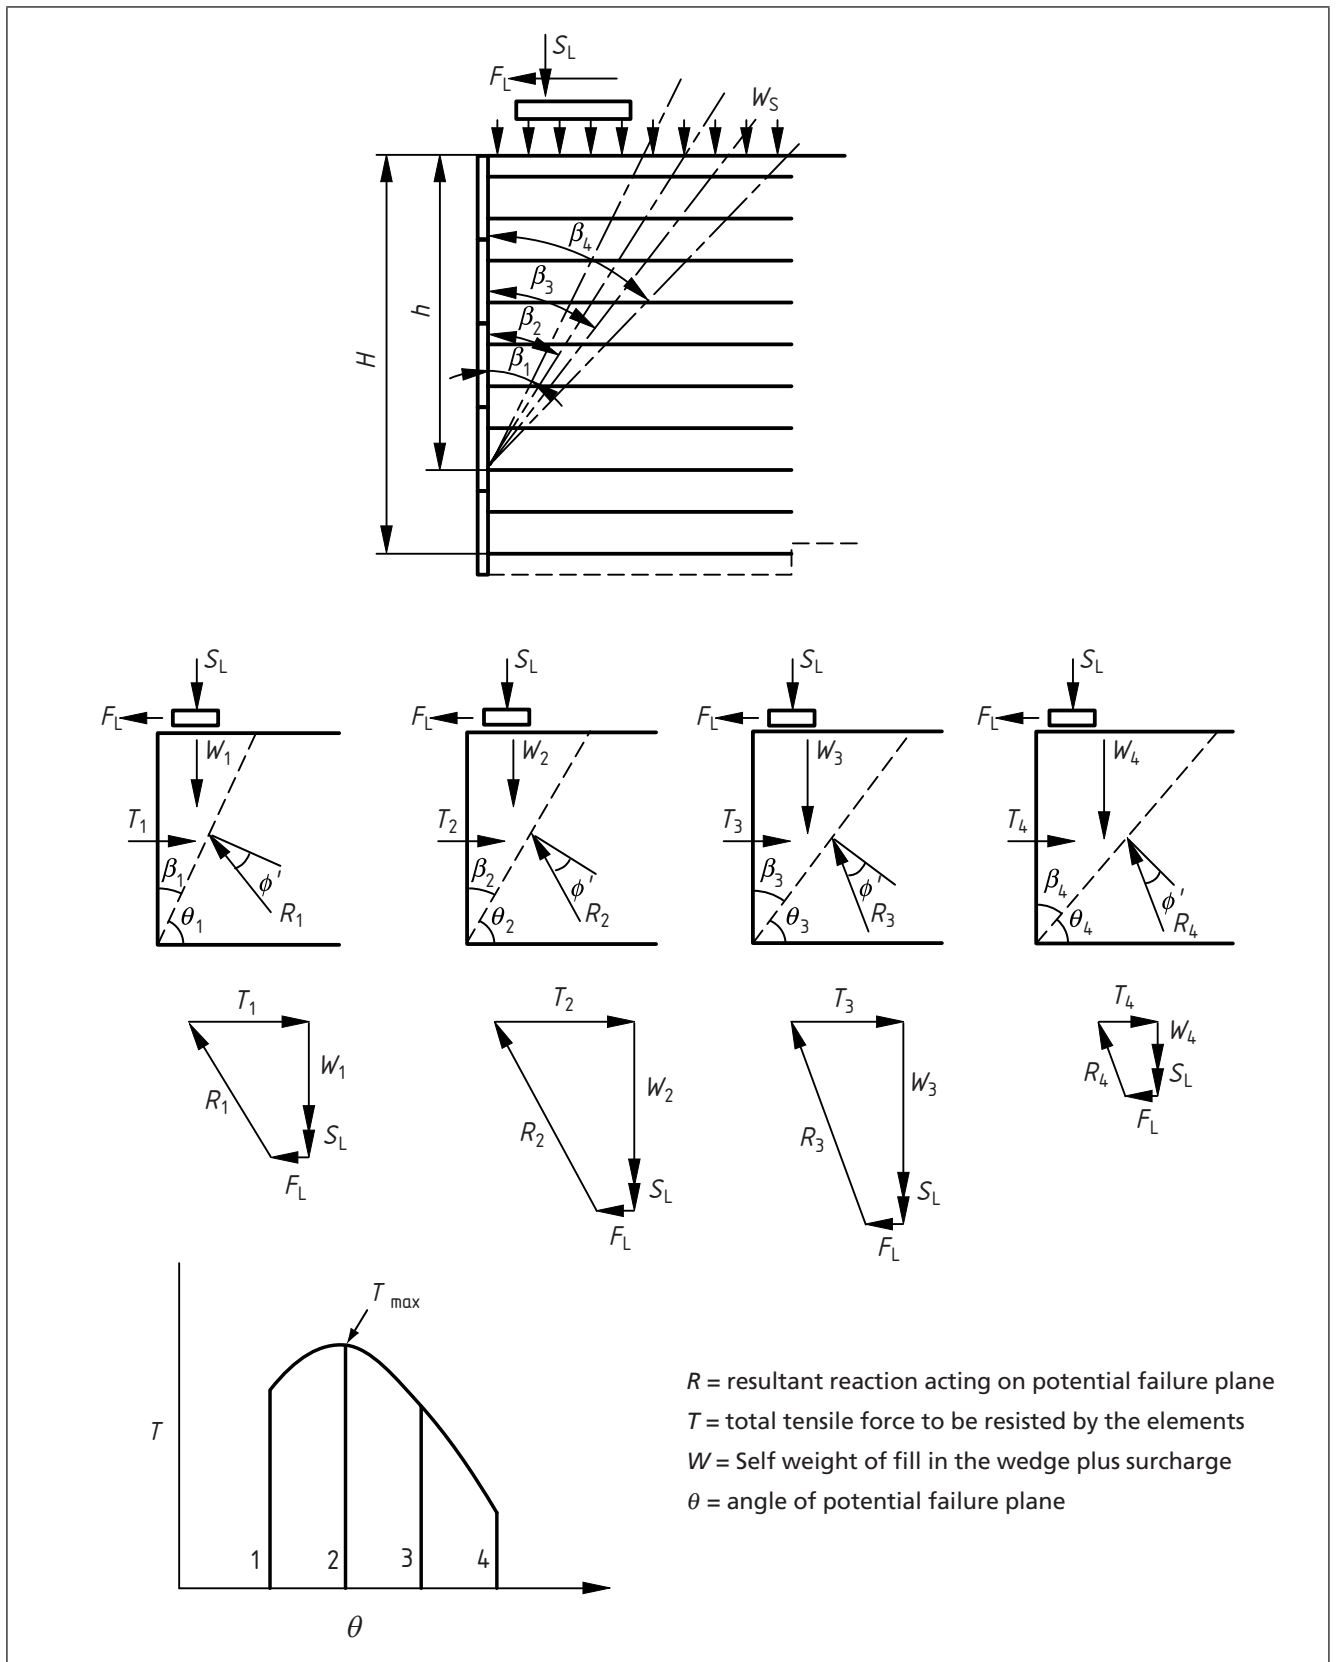 S_L
F_L
W_S
β_4
β_3
β_2
β_1
h
H
S_L S_L S_L S_L
F_L F_L F_L F_L
W_1 W_2 W_3 W_4
T_1 T_2 T_3 T_4
β_1 β_2 β_3 β_4
ϕ' ϕ' ϕ' ϕ'
θ_1 R_1 θ_2 R_2 θ_3 R_3 θ_4 R_4
T_1 T_2 T_3 T_4
W_1 W_2 W_3 W_4
R_1 R_2 R_3 R_4
S_L S_L S_L S_L
F_L F_L F_L F_L
T max
T
1 2 3 4
θ
R = resultant reaction acting on potential failure plane
T = total tensile force to be resisted by the elements
W = Self weight of fill in the wedge plus surcharge
θ = angle of potential failure plane